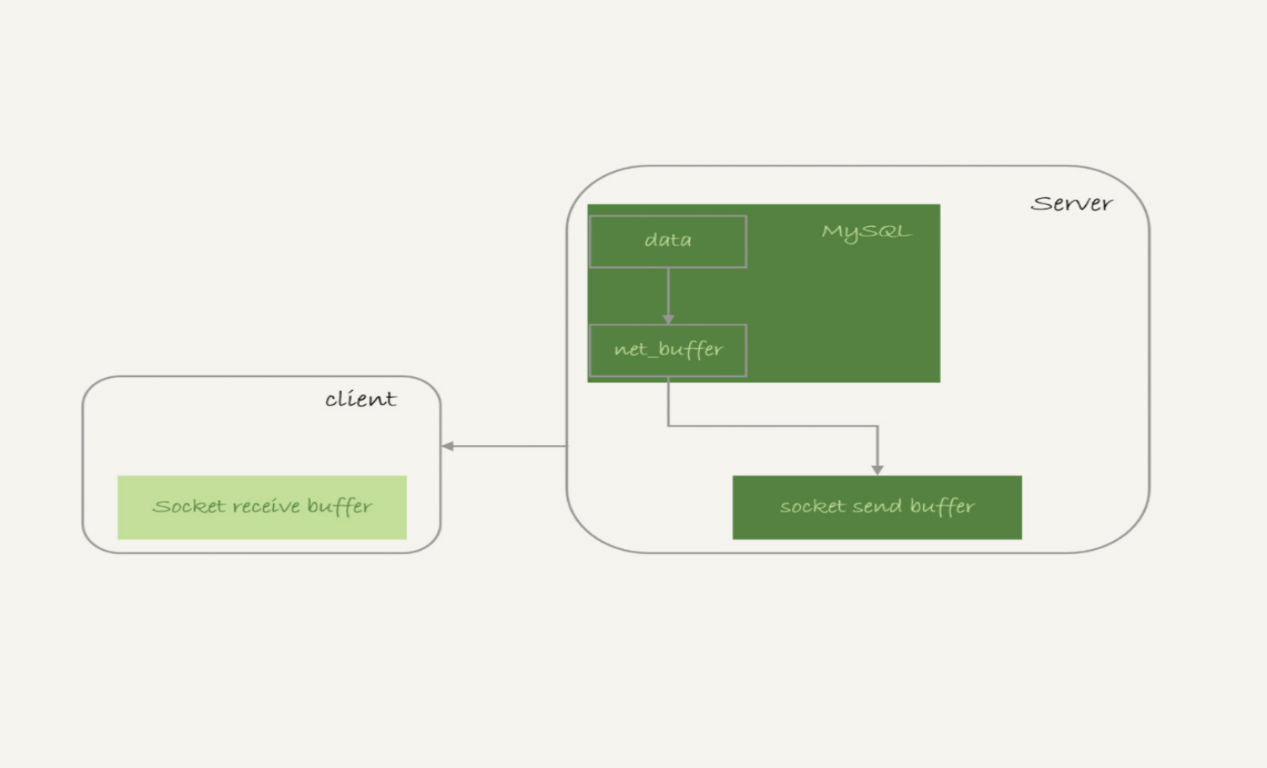 Server
MySQL
data
net_buffer
client
Socket receive buffer
socket send buffer